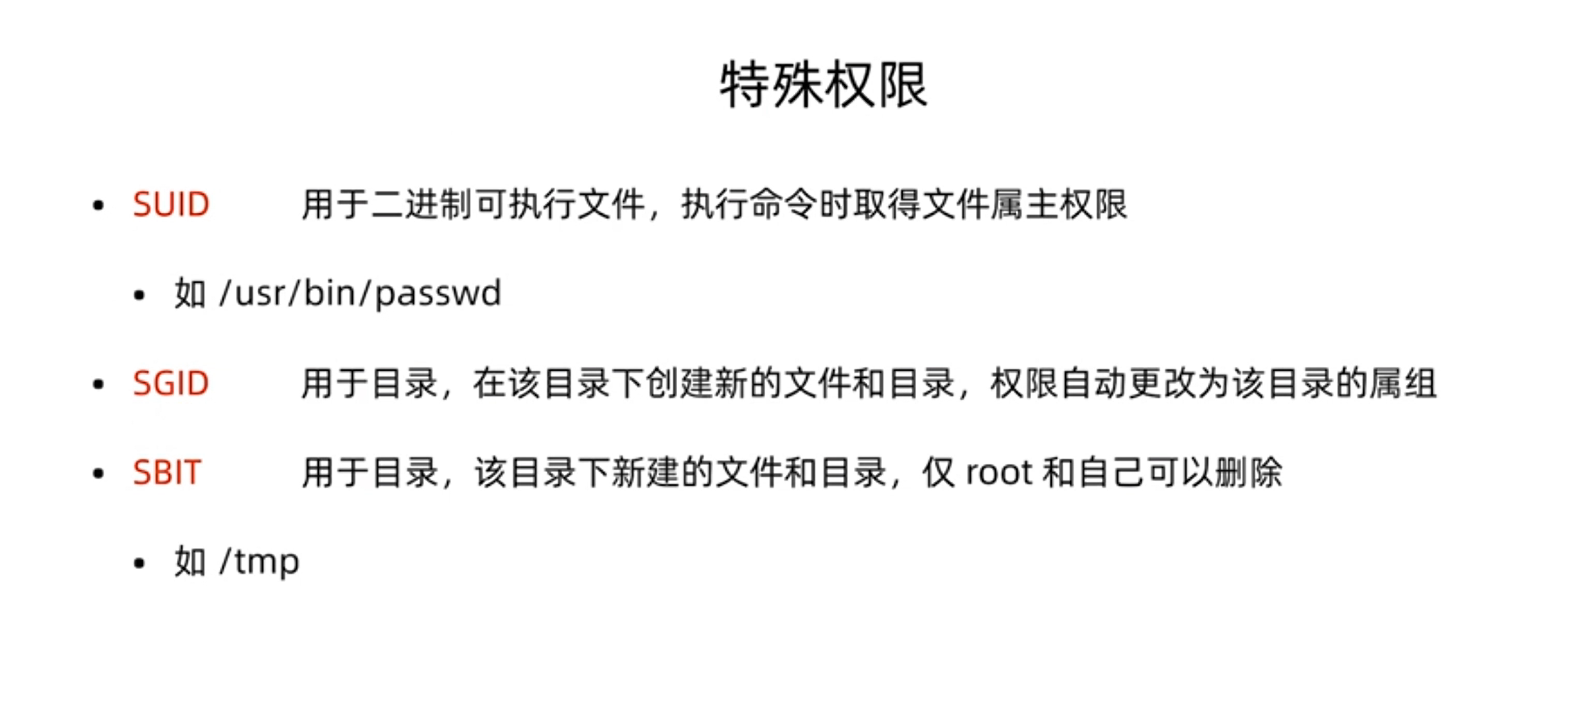 特殊权限
• SUID 用于二进制可执行文件，执行命令时取得文件属主权限
• 如 /usr/bin/passwd
• SGID 用于目录，在该目录下创建新的文件和目录，权限自动更改为该目录的属组
• SBIT 用于目录，该目录下新建的文件和目录，仅 root 和自己可以删除
• 如 /tmp